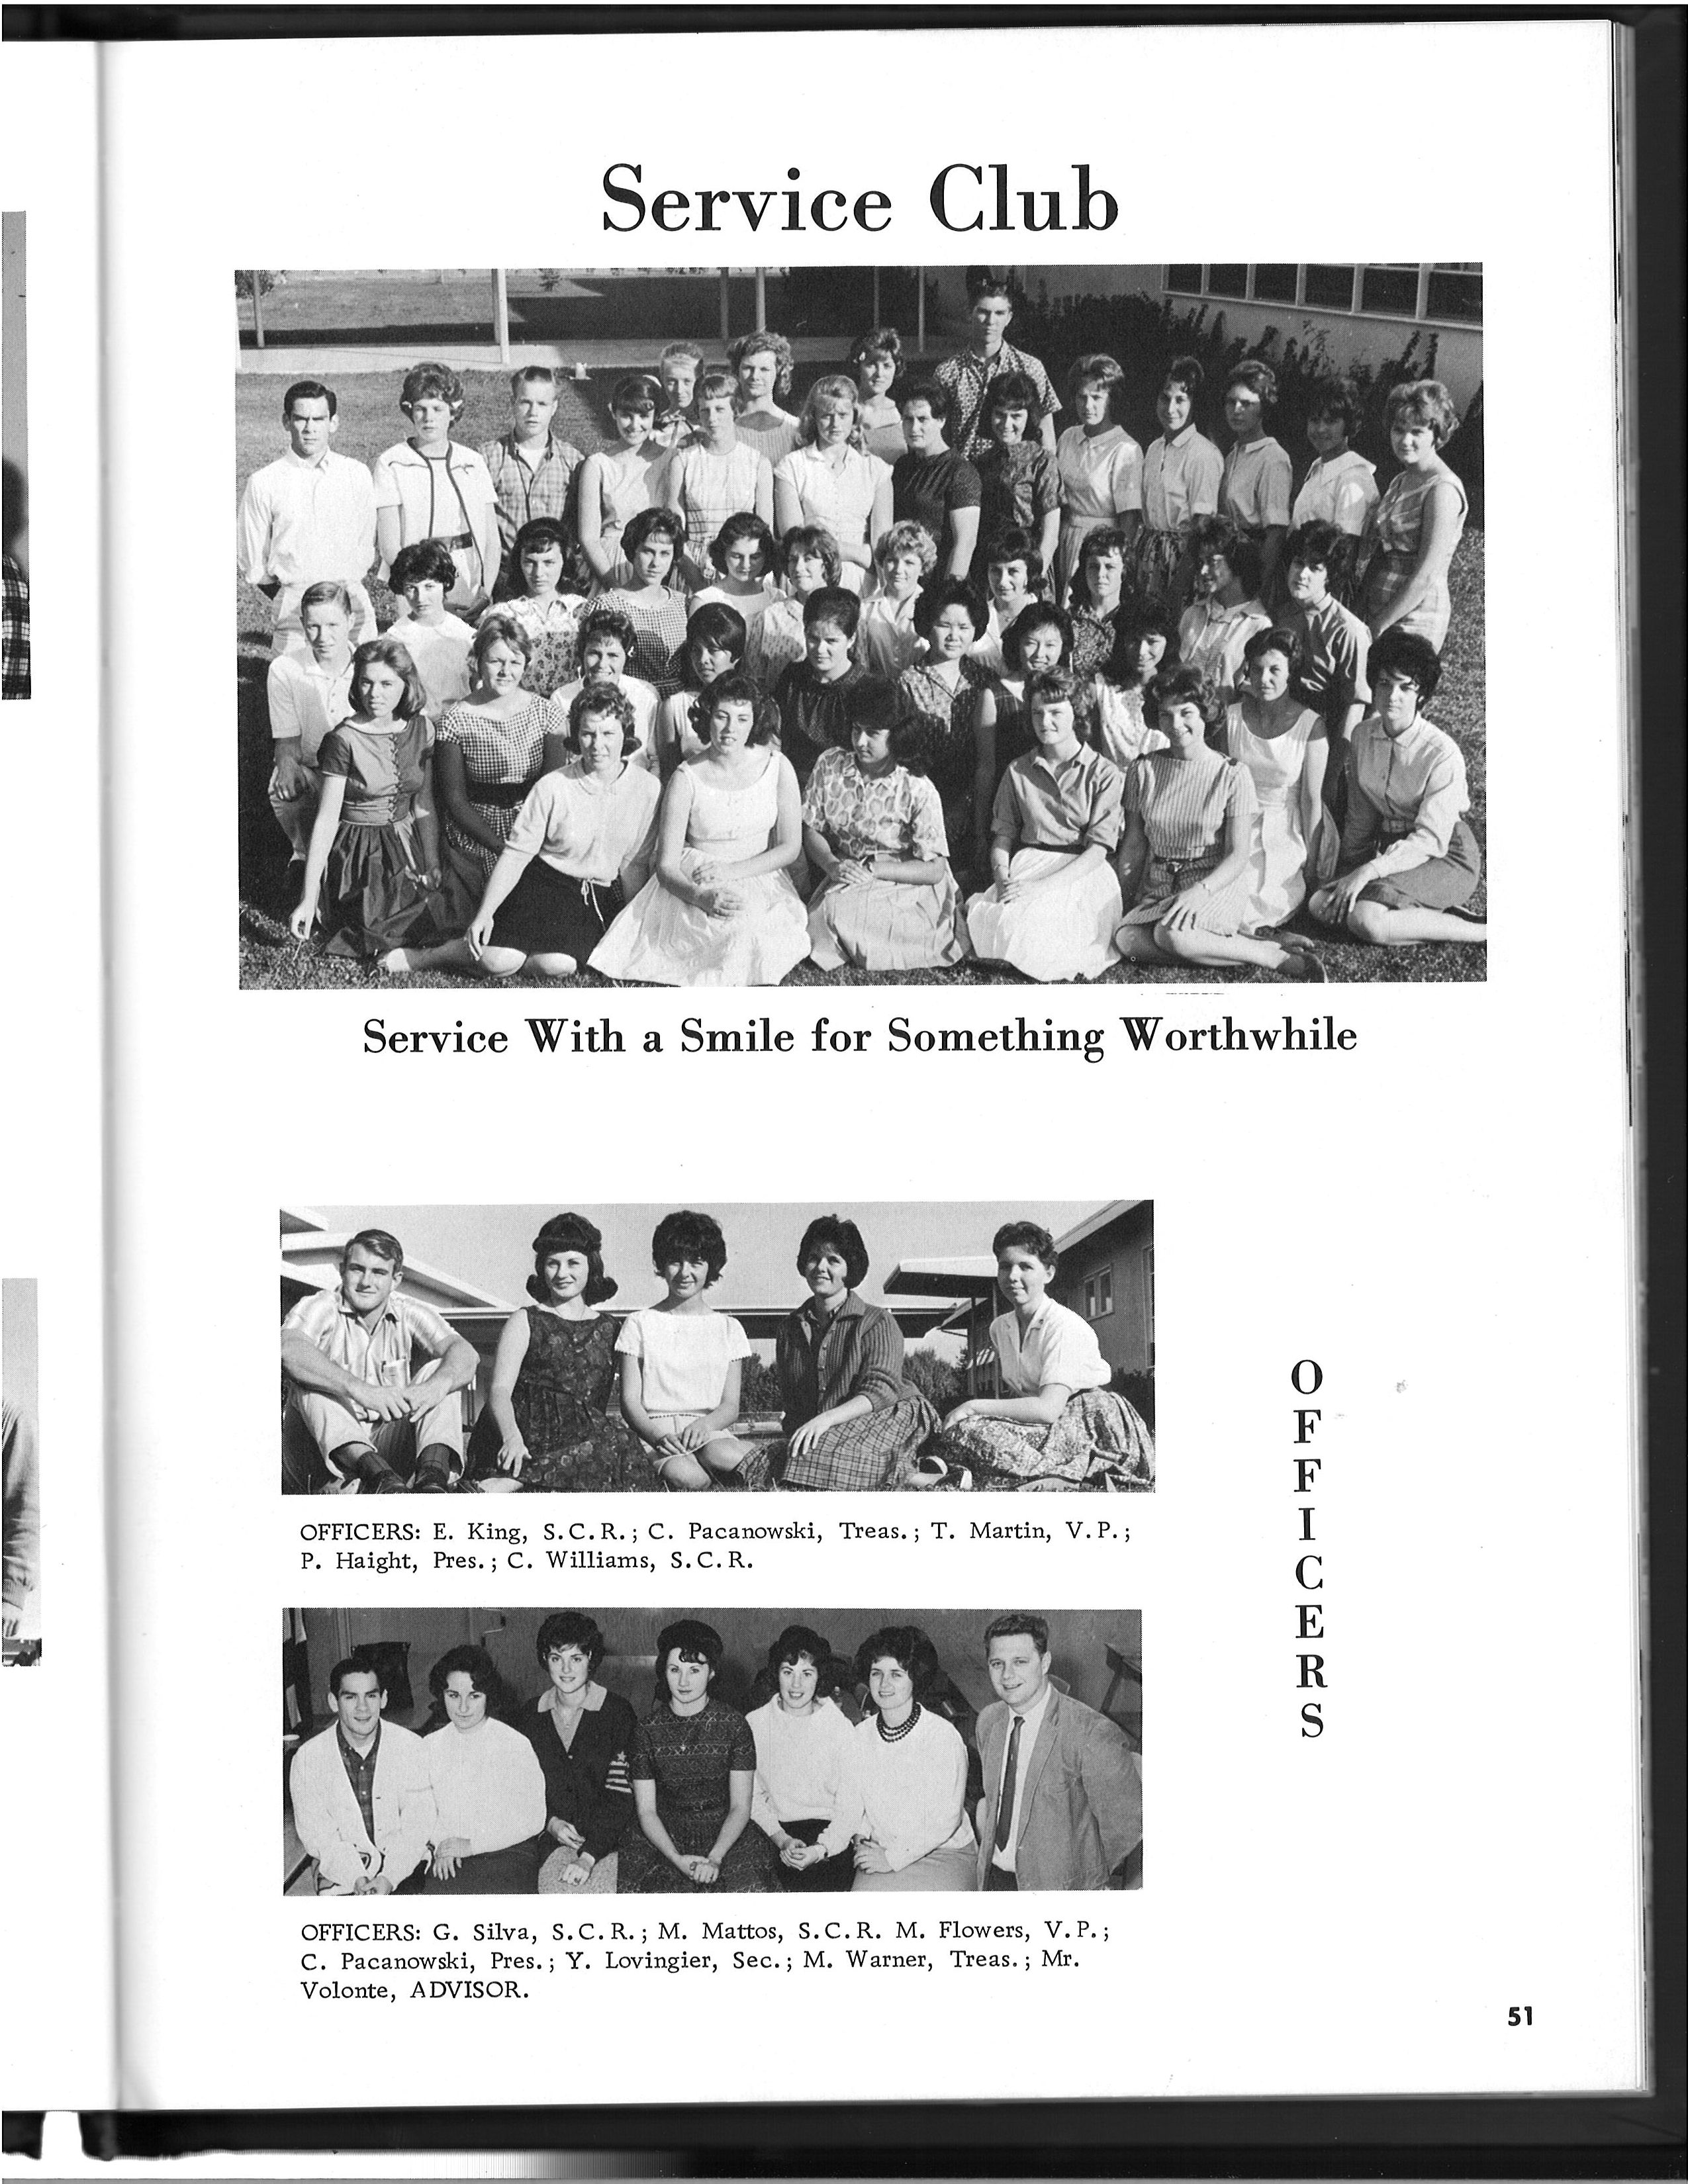 Service Club
Service With a Smile for Something Worthwhile
OFFICERS: E. King, S.C.R.; C. Pacanowski, Treas.; T. Martin, V.P.;
P. Haight, Pres.; C. Williams, S.C.R.
O
F
F
I
C
E
R
S
OFFICERS: G. Silva, S.C.R.; M. Mattos, S.C.R. M. Flowers, V.P.;
C. Pacanowski, Pres.; Y. Lovingier, Sec.; M. Warner, Treas.; Mr.
Volonte, ADVISOR.
51